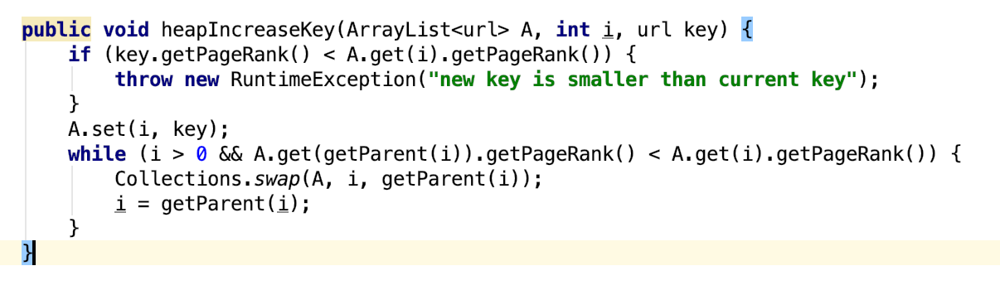 public void heapIncreaseKey(ArrayList<url> A, int i, url key) {
    if (key.getPageRank() < A.get(i).getPageRank()) {
        throw new RuntimeException("new key is smaller than current key");
    }
    A.set(i, key);
    while (i > 0 && A.get(getParent(i)).getPageRank() < A.get(i).getPageRank()) {
        Collections.swap(A, i, getParent(i));
        i = getParent(i);
    }
}